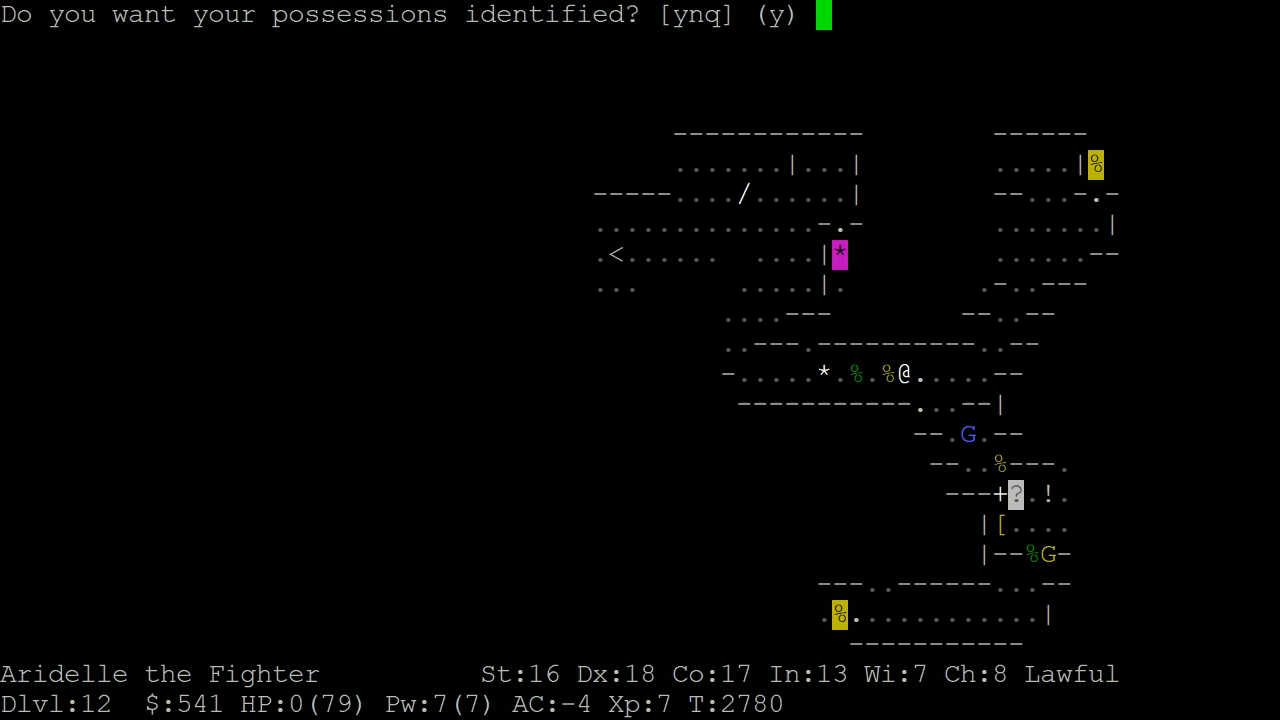 Do you want your possessions identified? [ynq] (y)
------------ ------
.......|...| .....|%
-----..../......| --...-.-
..............-.- .......|
.<...... ....|* ......--
... .....|. .-..---
....--- --..--
..---.---------- ..--
-.....*.%.%@.....--
-----------...--|
--.G.--
--..%---.
---+?.!.
|[....
|--%G-
---..------...--
.%............|
-----------
Aridelle the Fighter St:16 Dx:18 Co:17 In:13 Wi:7 Ch:8 Lawful
Dlvl:12 $:541 HP:0(79) Pw:7(7) AC:-4 Xp:7 T:2780